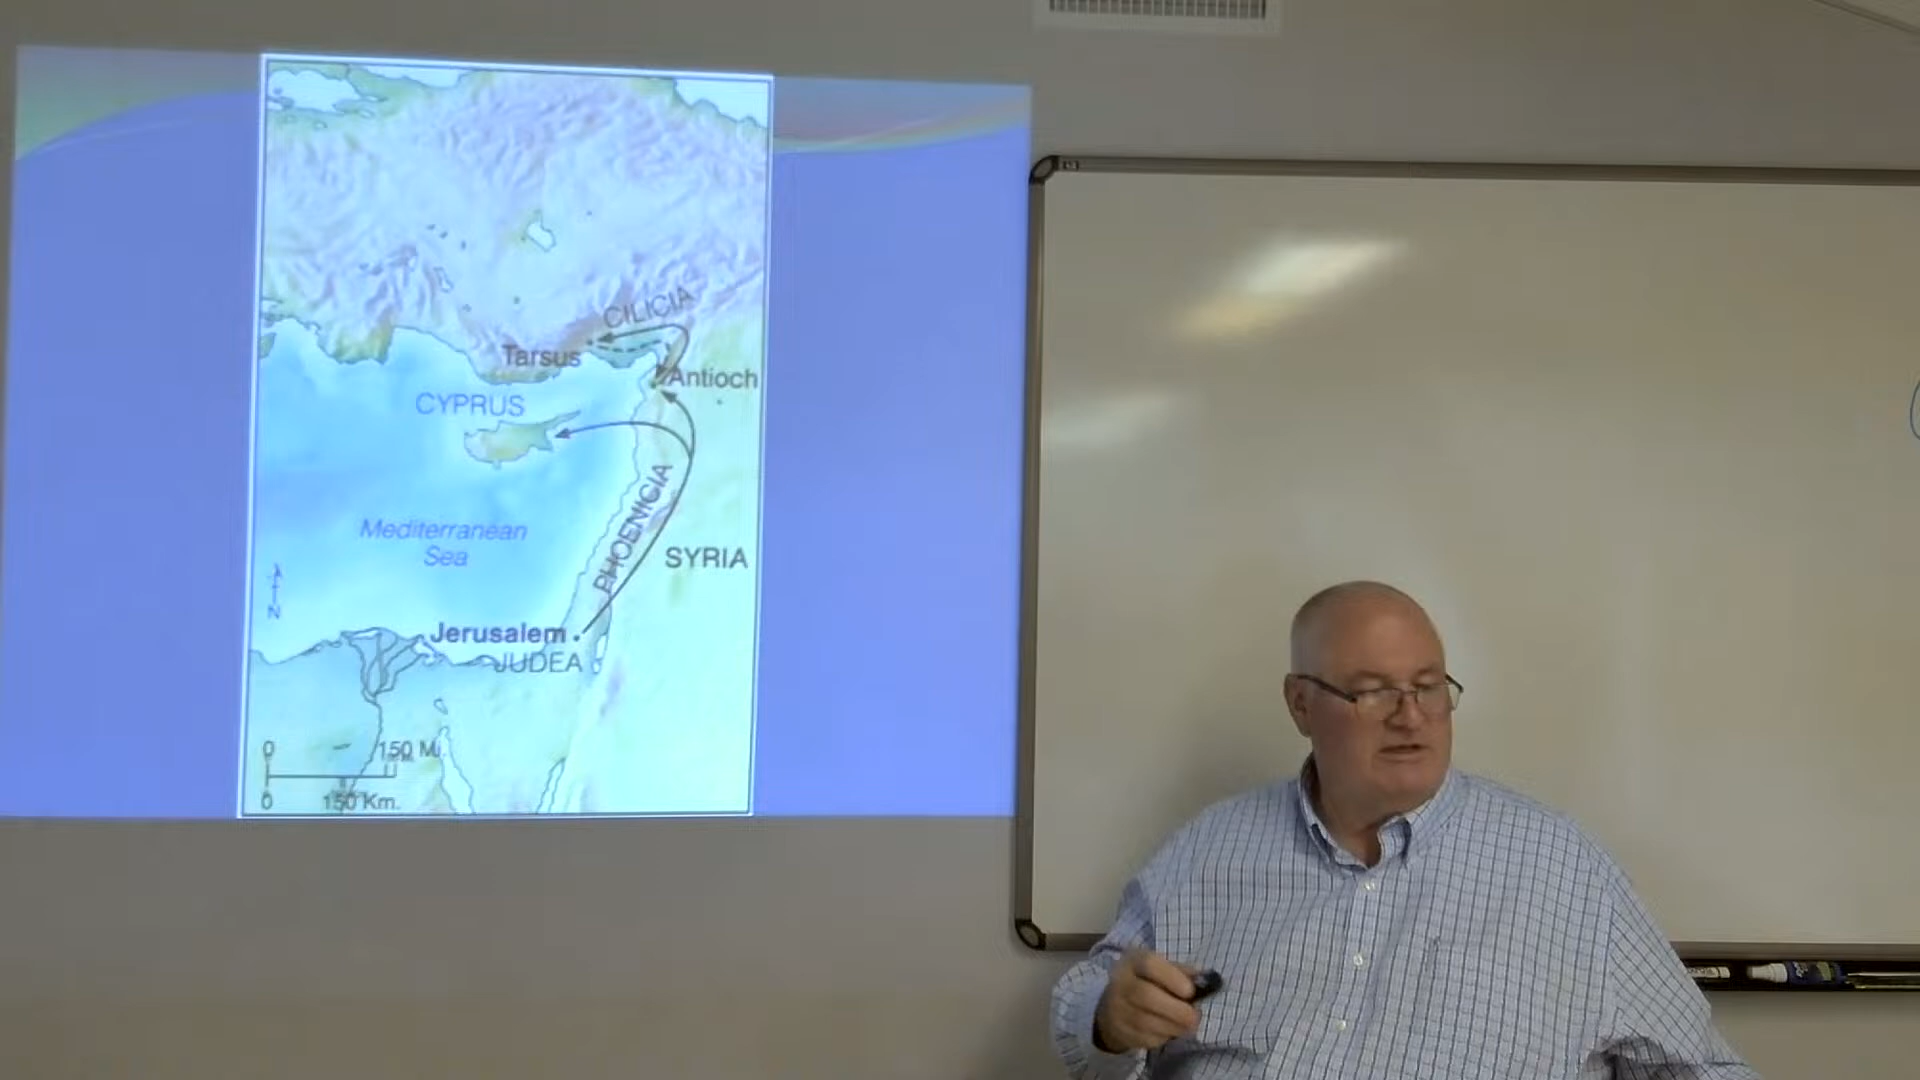 CILICIA
Tarsus
Antioch
CYPRUS
PHOENICIA
Mediterranean
Sea
SYRIA
N
Jerusalem
JUDEA
0 150 Mi.
0 150 Km.